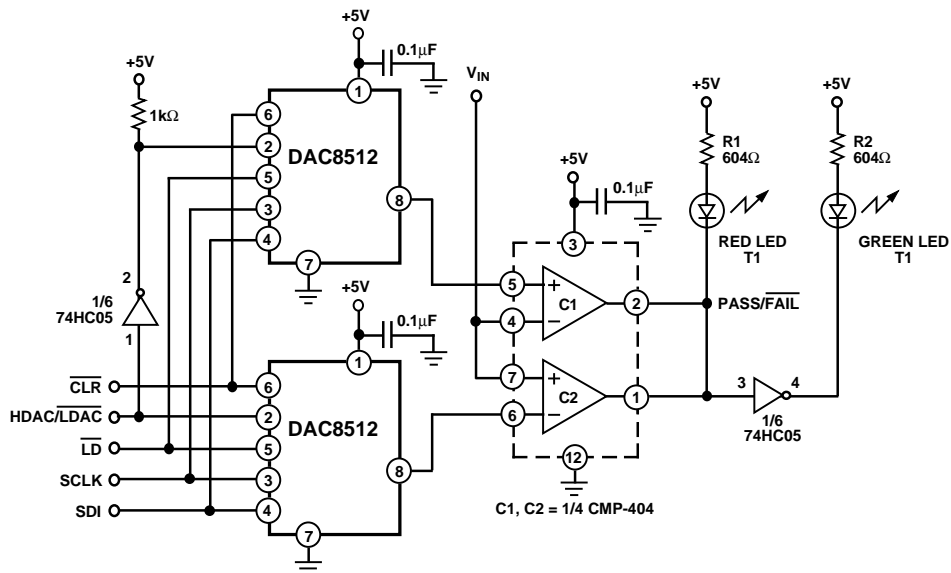 +5V
1kΩ
+5V
0.1μF
1
6
2
5
3
4
DAC8512
8
7
2
1/6
74HC05
1
+5V
0.1μF
1
6
2
5
3
4
DAC8512
8
7
CLR
HDAC/LDAC
LD
SCLK
SDI
VIN
+5V
0.1μF
3
5
4
+
–
C1
2
7
6
+
–
C2
1
12
C1, C2 = 1/4 CMP-404
+5V
R1
604Ω
RED LED
T1
+5V
R2
604Ω
GREEN LED
T1
PASS/FAIL
3
4
1/6
74HC05